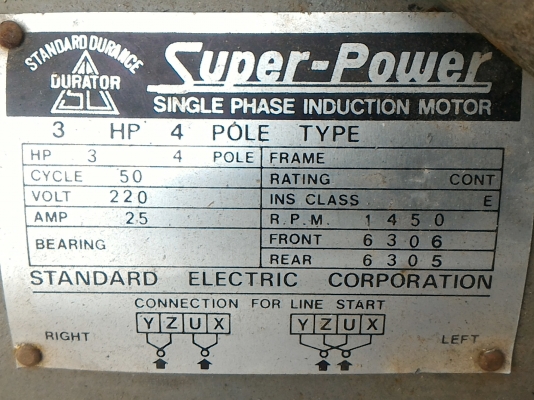 STANDARD DURANCE
DURATOR
SD
Super-Power
SINGLE PHASE INDUCTION MOTOR
3 HP 4 POLE TYPE
HP 3 4 POLE FRAME
CYCLE 50 RATING CONT
VOLT 220 INS CLASS E
AMP 25 R.P.M. 1450
BEARING FRONT 6306
REAR 6305
STANDARD ELECTRIC CORPORATION
CONNECTION FOR LINE START
YZUX YZUX
RIGHT LEFT